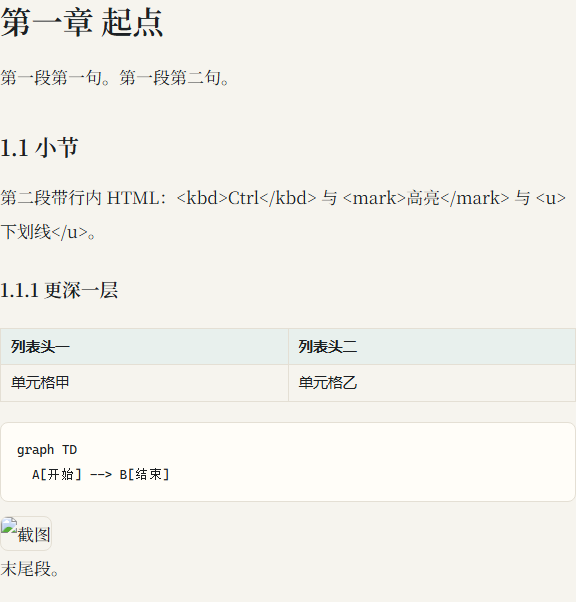 第一章 起点
第一段第一句。第一段第二句。
1.1 小节
第二段带行内 HTML：<kbd>Ctrl</kbd> 与 <mark>高亮</mark> 与 <u>
下划线</u>。
1.1.1 更深一层
列表头一 列表头二
单元格甲 单元格乙
graph TD
  A[开始] --> B[结束]
截图
末尾段。